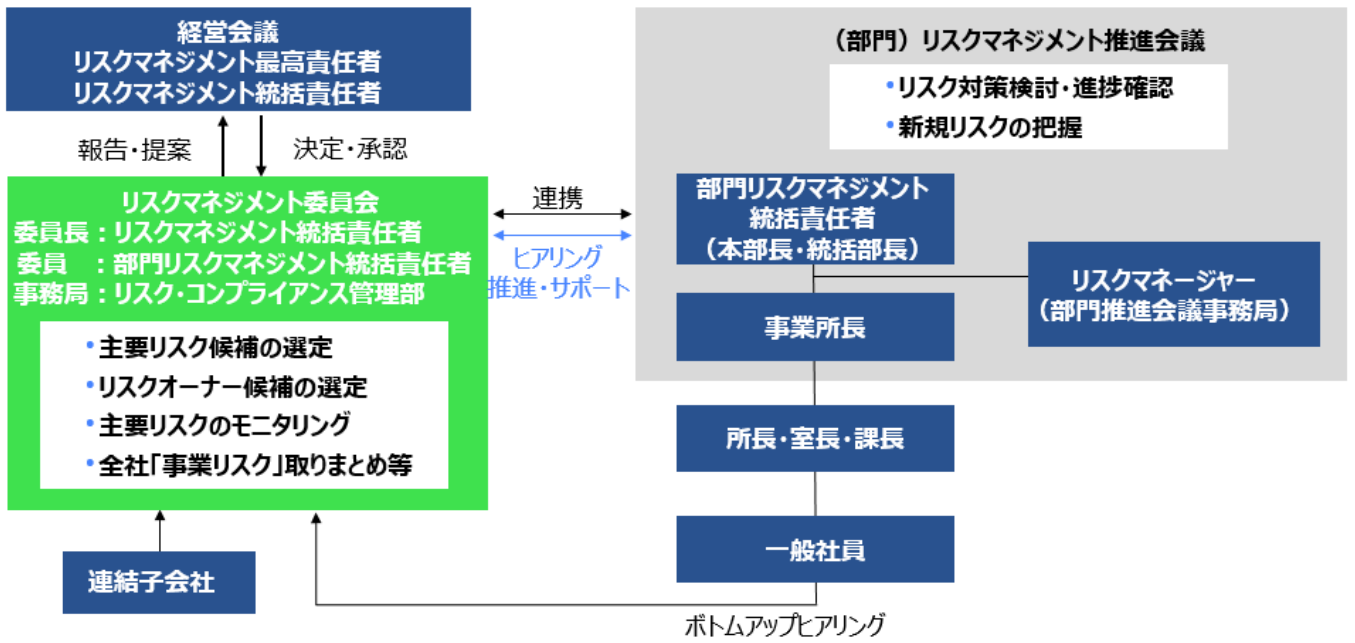 経営会議
リスクマネジメント最高責任者
リスクマネジメント統括責任者
報告・提案
決定・承認
リスクマネジメント委員会
委員長：リスクマネジメント統括責任者
委員　：部門リスクマネジメント統括責任者
事務局：リスク・コンプライアンス管理部
・主要リスク候補の選定
・リスクオーナー候補の選定
・主要リスクのモニタリング
・全社「事業リスク」取りまとめ等
連結子会社
連携
ヒアリング
推進・サポート
（部門）リスクマネジメント推進会議
・リスク対策検討・進捗確認
・新規リスクの把握
部門リスクマネジメント
統括責任者
（本部長・統括部長）
リスクマネージャー
（部門推進会議事務局）
事業所長
所長・室長・課長
一般社員
ボトムアップヒアリング